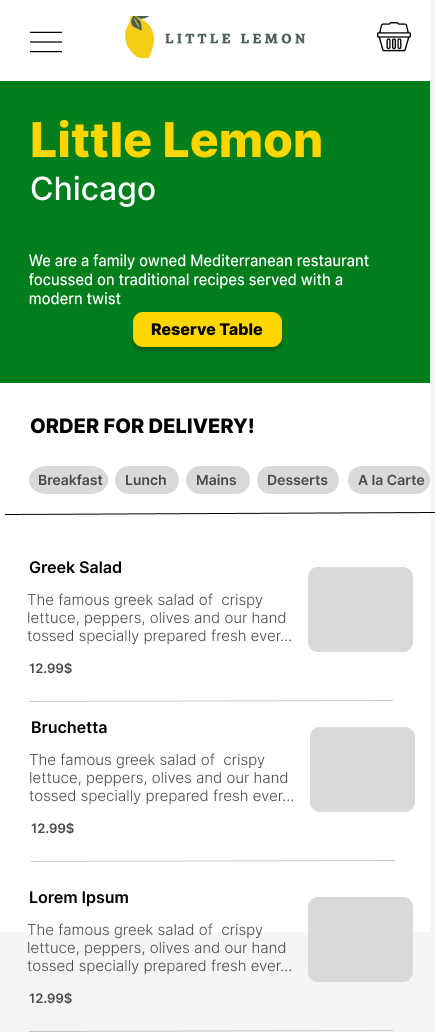 LITTLE LEMON
Little Lemon
Chicago
We are a family owned Mediterranean restaurant
focussed on traditional recipes served with a
modern twist
Reserve Table
ORDER FOR DELIVERY!
Breakfast Lunch Mains Desserts A la Carte
Greek Salad
The famous greek salad of  crispy
lettuce, peppers, olives and our hand
tossed specially prepared fresh ever...
12.99$
Bruchetta
The famous greek salad of  crispy
lettuce, peppers, olives and our hand
tossed specially prepared fresh ever...
12.99$
Lorem Ipsum
The famous greek salad of  crispy
lettuce, peppers, olives and our hand
tossed specially prepared fresh ever...
12.99$